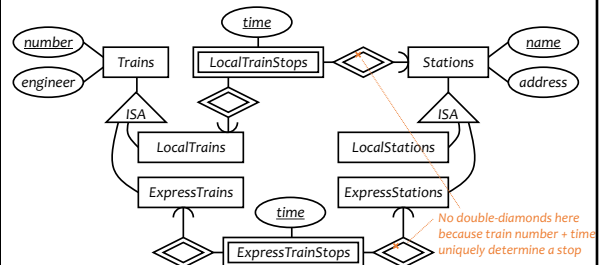 time
number
name
Trains
LocalTrainStops
Stations
engineer
address
ISA
ISA
LocalTrains
LocalStations
ExpressTrains
ExpressStations
time
No double-diamonds here
because train number + time
uniquely determine a stop
ExpressTrainStops